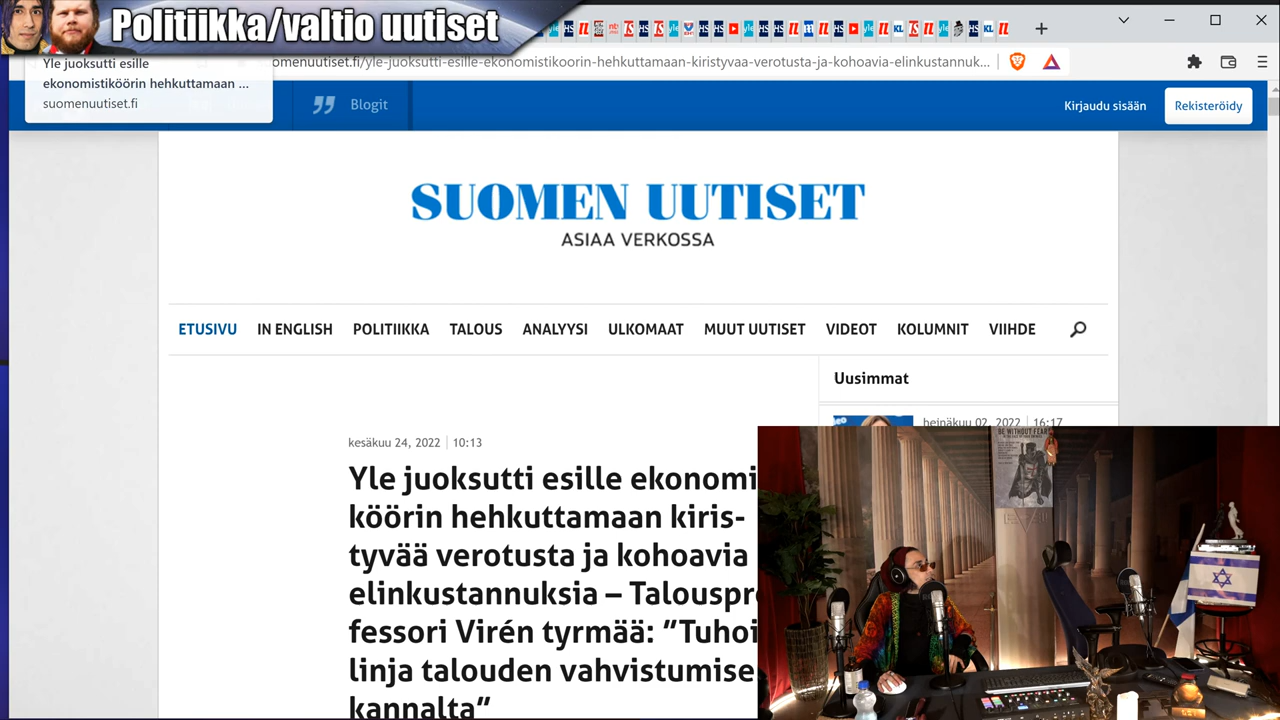 Politiikka/valtio uutiset
Yle juoksutti esille
ekonomistiköörin hehkuttamaan ...
suomenuutiset.fi
omenuutiset.fi/yle-juoksutti-esille-ekonomistikoorin-hehkuttamaan-kiristyvaa-verotusta-ja-kohoavia-elinkustannuk...
Blogit
Kirjaudu sisään
Rekisteröidy
SUOMEN UUTISET
ASIAA VERKOSSA
ETUSIVU IN ENGLISH POLITIIKKA TALOUS ANALYYSI ULKOMAAT MUUT UUTISET VIDEOT KOLUMNIT VIIHDE
Uusimmat
heinäkuu 02, 2022 16:17
kesäkuu 24, 2022 10:13
Yle juoksutti esille ekonomi
köörin hehkuttamaan kiris-
tyvää verotusta ja kohoavia
elinkustannuksia – Talouspro
fessori Virén tyrmää: ”Tuhoi
linja talouden vahvistumise
kannalta”
BE WITHOUT FEAR